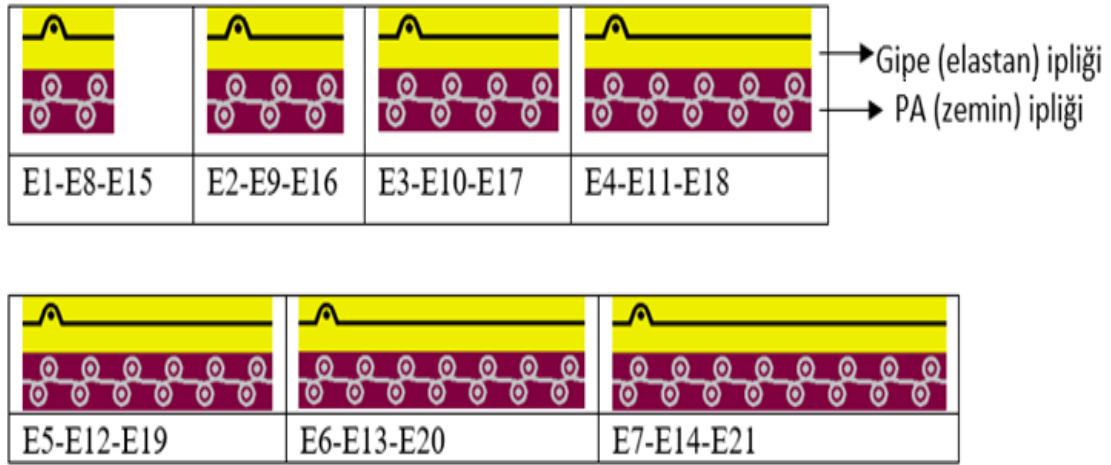 Gipe (elastan) ipliği
PA (zemin) ipliği
E1-E8-E15
E2-E9-E16
E3-E10-E17
E4-E11-E18
E5-E12-E19
E6-E13-E20
E7-E14-E21